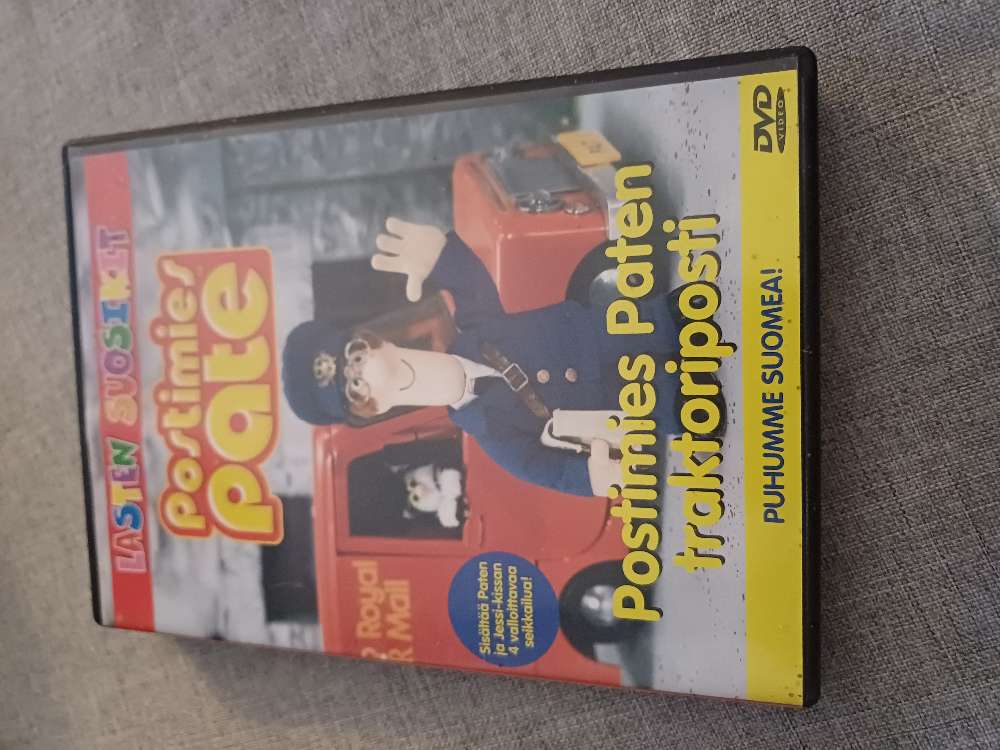 LASTEN SUOSIKIT
Postimies
Pate
Royal
Mail
Sisältää Paten
ja Jessi-kissan
4 valloittavaa
seikkailua!
Postimies Paten
traktoriposti
PUHUMME SUOMEA!
DVD
VIDEO